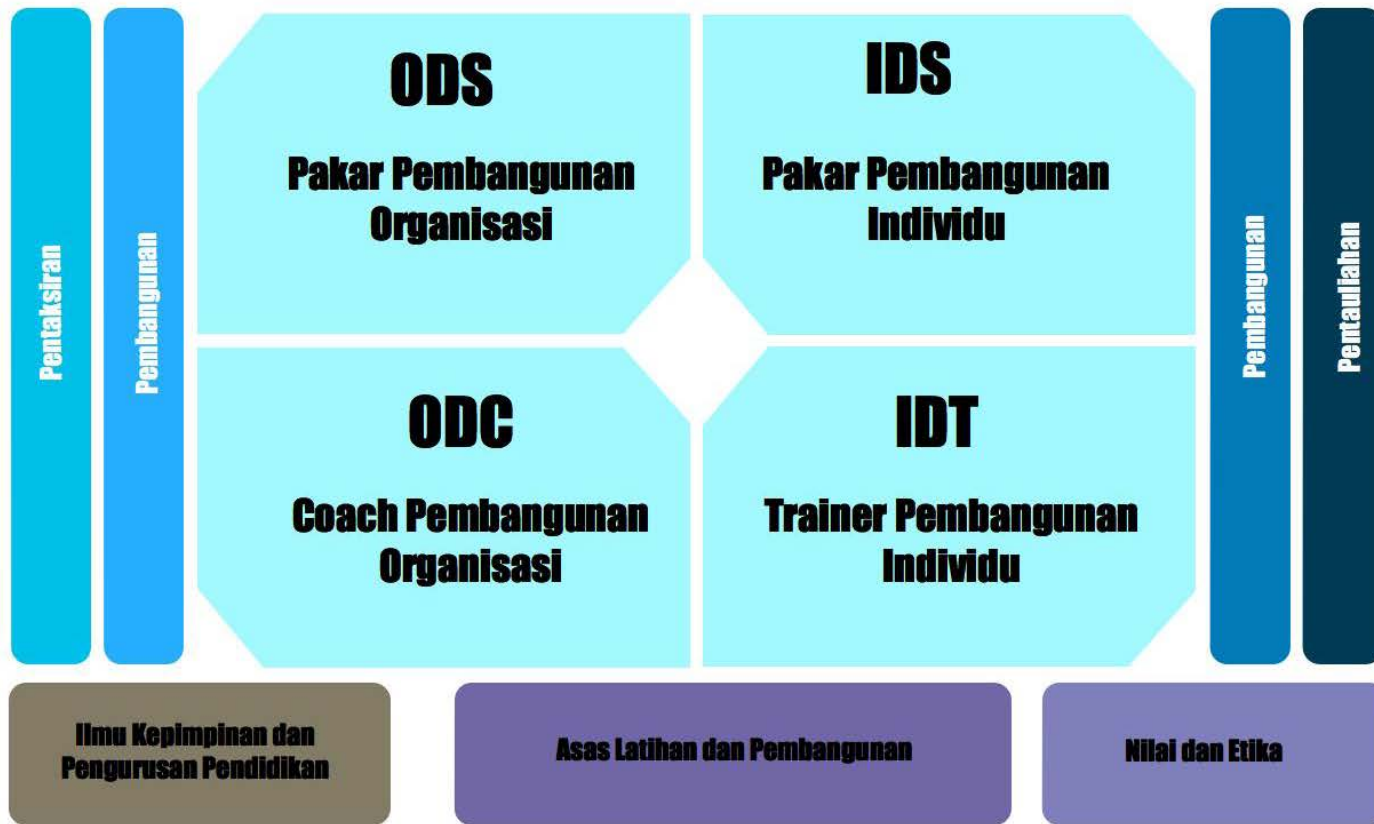 Pentaksiran
Pembangunan
ODS
Pakar Pembangunan
Organisasi
IDS
Pakar Pembangunan
Individu
ODC
Coach Pembangunan
Organisasi
IDT
Trainer Pembangunan
Individu
Pembangunan
Pentauliahan
Ilmu Kepimpinan dan
Pengurusan Pendidikan
Asas Latihan dan Pembangunan
Nilai dan Etika